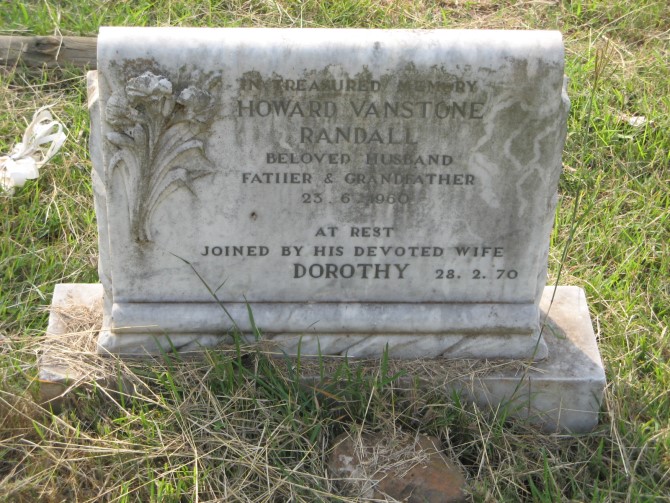 IN TREASURED MEMORY
HOWARD VANSTONE
RANDALL
BELOVED HUSBAND
FATHER & GRANDFATHER
23. 6. 1960
AT REST
JOINED BY HIS DEVOTED WIFE
DOROTHY 28. 2. 70